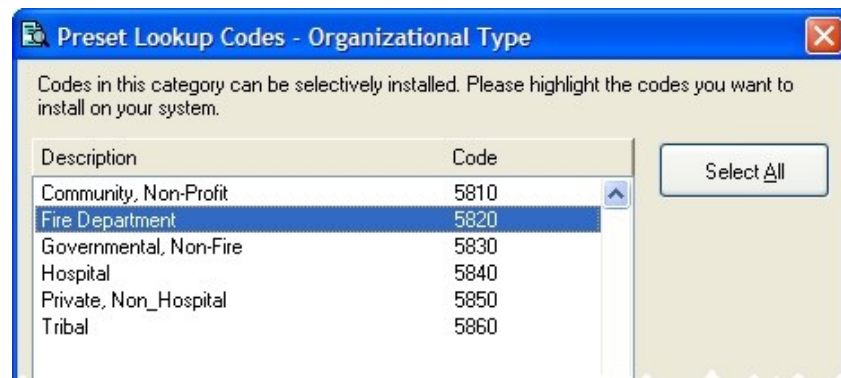 Preset Lookup Codes - Organizational Type
Codes in this category can be selectively installed. Please highlight the codes you want to
install on your system.
Description Code
Select All
Community, Non-Profit 5810
Fire Department 5820
Governmental, Non-Fire 5830
Hospital 5840
Private, Non_Hospital 5850
Tribal 5860